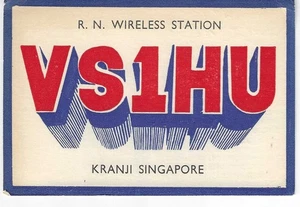 R. N. WIRELESS STATION
VS1HU
KRANJI SINGAPORE